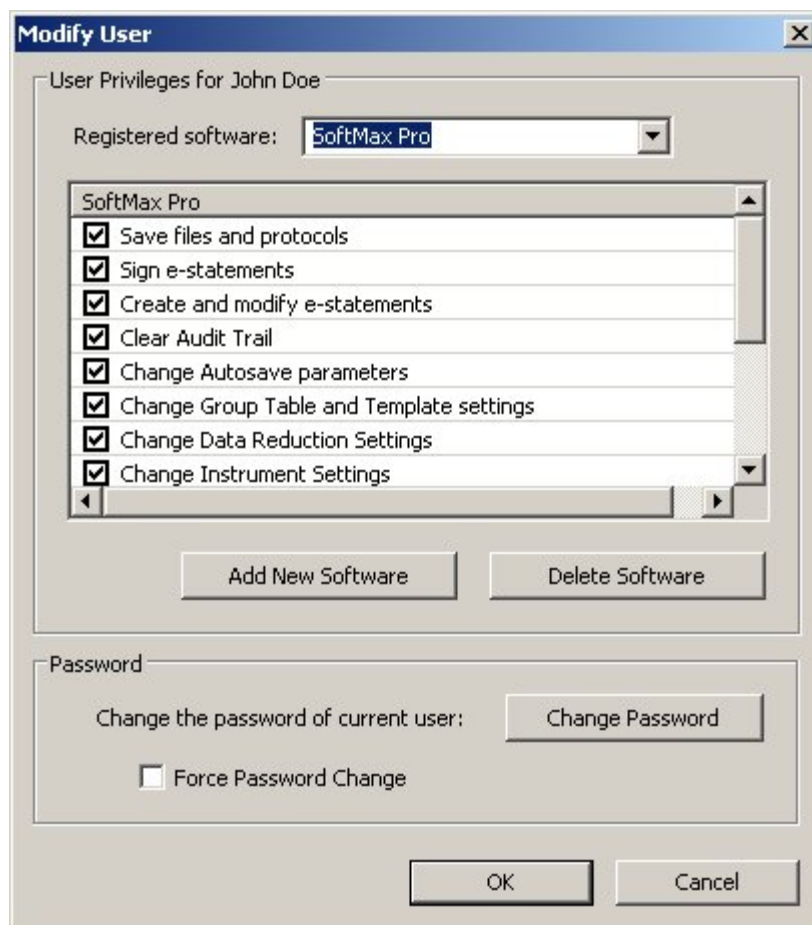 Modify User
User Privileges for John Doe
Registered software: SoftMax Pro
SoftMax Pro
Save files and protocols
Sign e-statements
Create and modify e-statements
Clear Audit Trail
Change Autosave parameters
Change Group Table and Template settings
Change Data Reduction Settings
Change Instrument Settings
Add New Software Delete Software
Password
Change the password of current user: Change Password
Force Password Change
OK Cancel